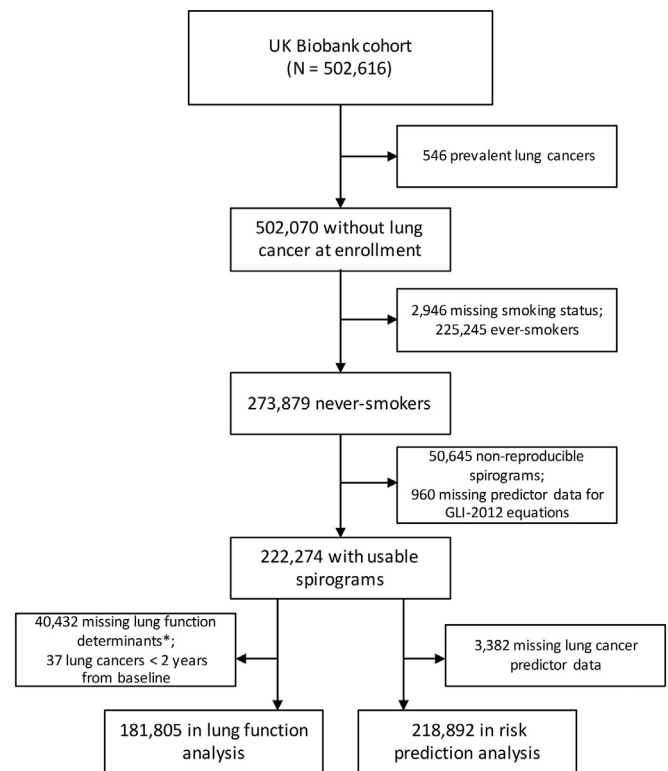 UK Biobank cohort
(N = 502,616)
546 prevalent lung cancers
502,070 without lung
cancer at enrollment
2,946 missing smoking status;
225,245 ever-smokers
273,879 never-smokers
50,645 non-reproducible
spirograms;
960 missing predictor data for
GLI-2012 equations
222,274 with usable
spirograms
40,432 missing lung function
determinants*;
37 lung cancers < 2 years
from baseline
3,382 missing lung cancer
predictor data
181,805 in lung function
analysis
218,892 in risk
prediction analysis